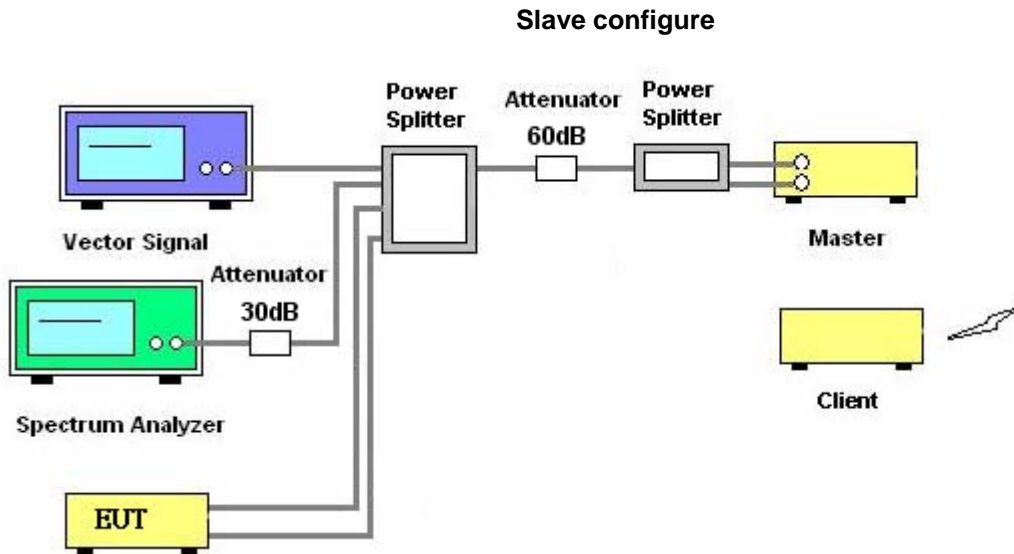 Slave configure
Power
Splitter
Attenuator
60dB
Power
Splitter
Vector Signal
Master
Attenuator
30dB
Spectrum Analyzer
Client
EUT